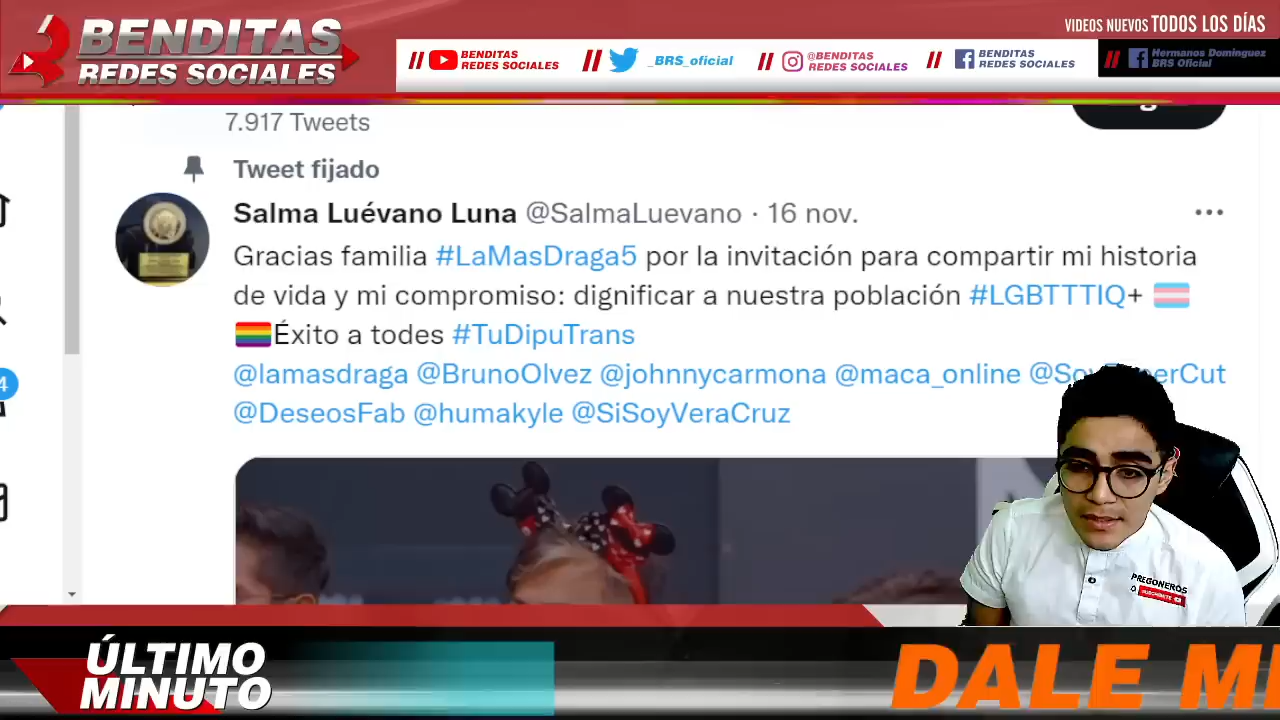 BENDITAS
REDES SOCIALES
VIDEOS NUEVOS TODOS LOS DÍAS
// BENDITAS REDES SOCIALES
// _BRS_oficial
// @BENDITAS REDES SOCIALES
// BENDITAS REDES SOCIALES
// Hermanos Dominguez BRS Oficial
7.917 Tweets
Tweet fijado
Salma Luévano Luna @SalmaLuevano · 16 nov.
Gracias familia #LaMasDraga5 por la invitación para compartir mi historia
de vida y mi compromiso: dignificar a nuestra población #LGBTTTIQ+
Éxito a todes #TuDipuTrans
@lamasdraga @BrunoOlvez @johnnycarmona @maca_online
@DeseosFab @humakyle @SiSoyVeraCruz
4
PREGONEROS
SUSCRÍBETE
ÚLTIMO
MINUTO
DALE